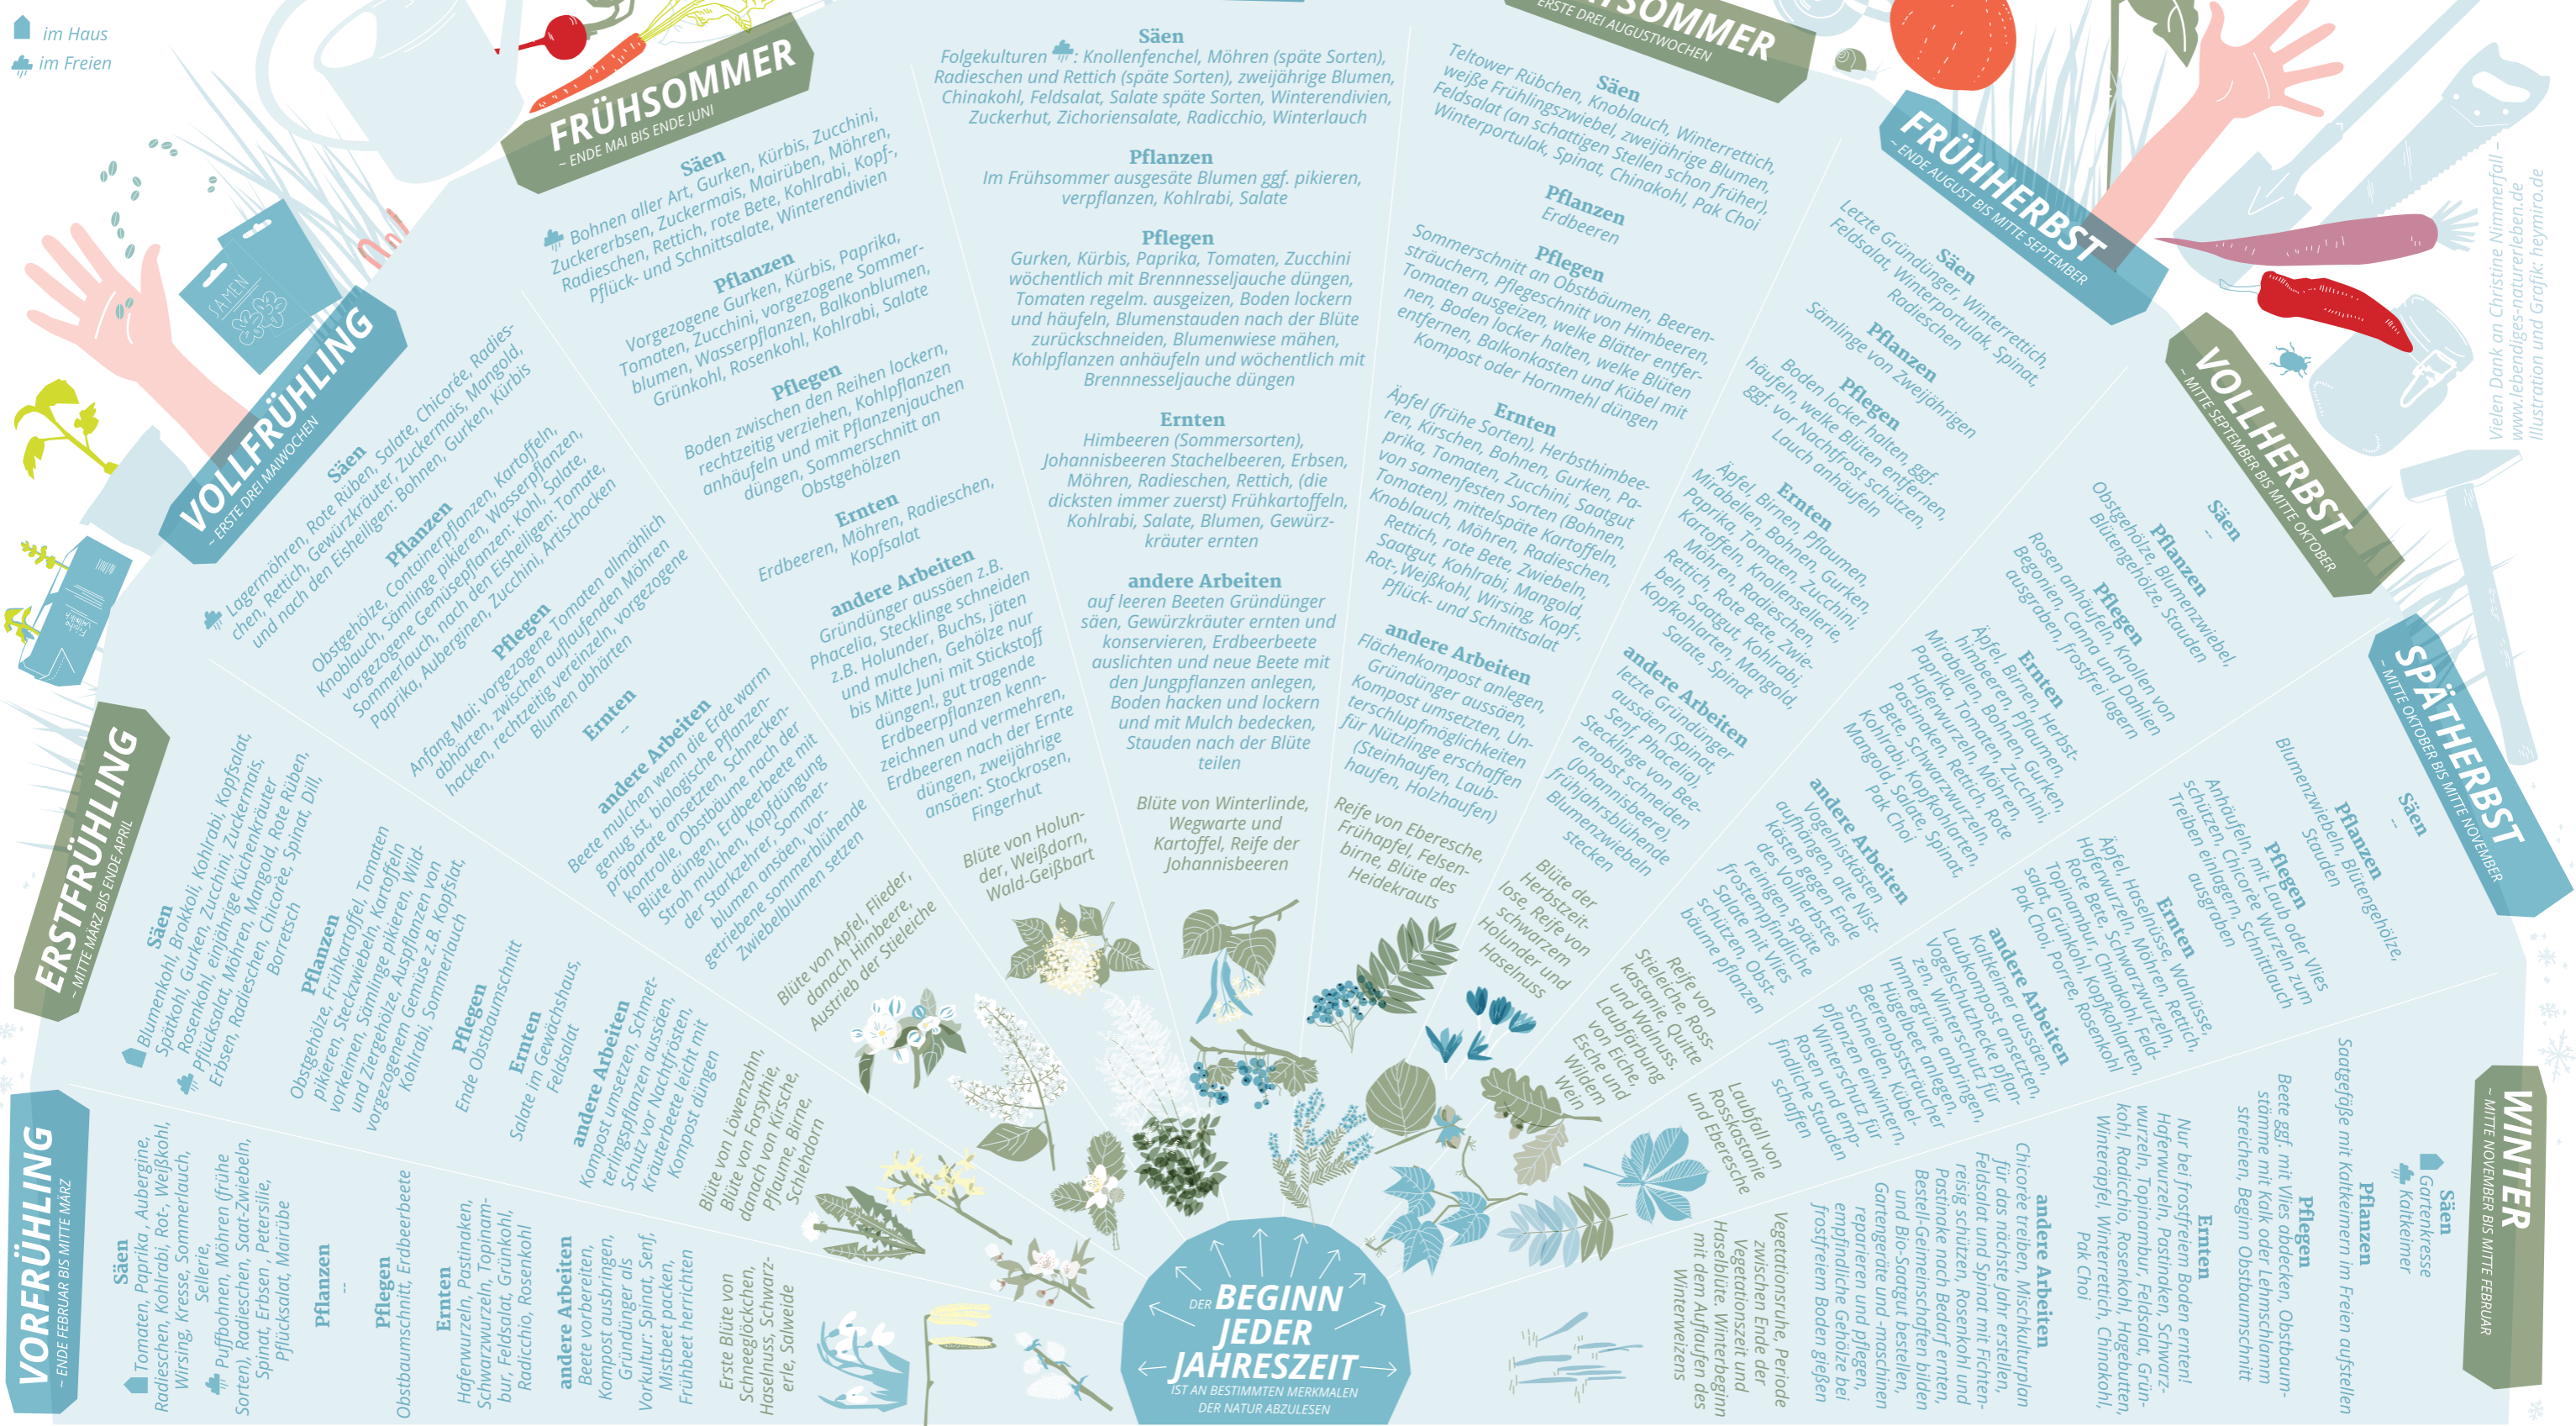 im Haus
im Freien
VORFRÜHLING
~ ENDE FEBRUAR BIS MITTE MÄRZ
Säen
Tomaten, Paprika , Aubergine,
Radieschen, Kohlrabi, Rot-, Weißkohl,
Wirsing, Kresse, Sommerlauch,
Sellerie,
Puffbohnen, Möhren (frühe
Sorten), Radieschen, Saat-Zwiebeln,
Spinat, Erbsen , Petersilie,
Pflücksalat, Mairübe
Pflanzen
--
Pflegen
Obstbaumschnitt, Erdbeerbeete
Ernten
Haferwurzeln, Pastinaken,
Schwarzwurzeln, Topinam-
bur, Feldsalat, Grünkohl,
Radicchio, Rosenkohl
andere Arbeiten
Beete vorbereiten,
Kompost ausbringen,
Gründünger als
Vorkultur: Spinat, Senf,
Mistbeet packen,
Frühbeet herrichten
Erste Blüte von
Schneeglöckchen,
Haselnuss, Schwarz-
erle, Salweide
ERSTFRÜHLING
~ MITTE MÄRZ BIS ENDE APRIL
Säen
Blumenkohl, Brokkoli, Kohlrabi, Kopfsalat,
Spätkohl, Gurken, Zucchini, Zuckermais,
Rosenkohl, einjährige Küchenkräuter
Pflücksalat, Möhren, Mangold, Rote Rüben,
Erbsen, Radieschen, Chicorèe, Spinat, Dill,
Borretsch
Pflanzen
Obstgehölze, Frühkartoffel, Tomaten
pikieren, Steckzwiebeln, Kartoffeln
vorkeimen, Sämlinge pikieren, Wild-
und Ziergehölze, Auspflanzen von
vorgezogenem Gemüse z.B. Kopfslat,
Kohlrabi, Sommerlauch
Pflegen
Ende Obstbaumschnitt
Ernten
Salate im Gewächshaus,
Feldsalat
andere Arbeiten
Kompost umsetzen, Schmet-
terlingspflanzen aussäen,
Schutz vor Nachtfrösten,
Kräuterbeete leicht mit
Kompost düngen
Blüte von Löwenzahn,
Blüte von Forsythie,
danach von Kirsche,
Pflaume, Birne,
Schlehdorn
VOLLFRÜHLING
~ ERSTE DREI MAIWOCHEN
SAMEN
Säen
Lagermöhren, Rote Rüben, Salate, Chicorée, Radies-
chen, Rettich, Gewürzkräuter, Zuckermais, Mangold,
und nach den Eisheiligen: Bohnen, Gurken, Kürbis
Pflanzen
Obstgehölze, Containerpflanzen, Kartoffeln,
Knoblauch, Sämlinge pikieren, Wasserpflanzen,
vorgezogene Gemüsepflanzen: Kohl, Salate,
Sommerlauch, nach den Eisheiligen: Tomate,
Paprika, Auberginen, Zucchini, Artischocken
Pflegen
Anfang Mai: vorgezogene Tomaten allmählich
abhärten, zwischen auflaufenden Möhren
hacken, rechtzeitig vereinzeln, vorgezogene
Blumen abhärten
Ernten
--
andere Arbeiten
Beete mulchen wenn die Erde warm
genug ist, biologische Pflanzen-
präparate ansetzten, Schnecken-
kontrolle, Obstbäume nach der
Blüte düngen, Erdbeerbeete mit
Stroh mulchen, Kopfdüngung
der Starkzehrer, Sommer-
blumen ansäen, vor-
getriebene sommerblühende
Zwiebelblumen setzen
Blüte von Apfel, Flieder,
danach Himbeere,
Austrieb der Stieleiche
FRÜHSOMMER
~ ENDE MAI BIS ENDE JUNI
Säen
Bohnen aller Art, Gurken, Kürbis, Zucchini,
Zuckererbsen, Zuckermais, Mairüben, Möhren,
Radieschen, Rettich, rote Bete, Kohlrabi, Kopf-,
Pflück- und Schnittsalate, Winterendivien
Pflanzen
Vorgezogene Gurken, Kürbis, Paprika,
Tomaten, Zucchini, vorgezogene Sommer-
blumen, Wasserpflanzen, Balkonblumen,
Grünkohl, Rosenkohl, Kohlrabi, Salate
Pflegen
Boden zwischen den Reihen lockern,
rechtzeitig verziehen, Kohlpflanzen
anhäufeln und mit Pflanzenjauchen
düngen, Sommerschnitt an
Obstgehölzen
Ernten
Erdbeeren, Möhren, Radieschen,
Kopfsalat
andere Arbeiten
Gründünger aussäen z.B.
Phacelia, Stecklinge schneiden
z.B. Holunder, Buchs, jäten
und mulchen, Gehölze nur
bis Mitte Juni mit Stickstoff
düngen!, gut tragende
Erdbeerpflanzen kenn-
zeichnen und vermehren,
Erdbeeren nach der Ernte
düngen, zweijährige
ansäen: Stockrosen,
Fingerhut
Blüte von Holun-
der, Weißdorn,
Wald-Geißbart
Säen
Folgekulturen : Knollenfenchel, Möhren (späte Sorten),
Radieschen und Rettich (späte Sorten), zweijährige Blumen,
Chinakohl, Feldsalat, Salate späte Sorten, Winterendivien,
Zuckerhut, Zichoriensalate, Radicchio, Winterlauch
Pflanzen
Im Frühsommer ausgesäte Blumen ggf. pikieren,
verpflanzen, Kohlrabi, Salate
Pflegen
Gurken, Kürbis, Paprika, Tomaten, Zucchini
wöchentlich mit Brennnesseljauche düngen,
Tomaten regelm. ausgeizen, Boden lockern
und häufeln, Blumenstauden nach der Blüte
zurückschneiden, Blumenwiese mähen,
Kohlpflanzen anhäufeln und wöchentlich mit
Brennnesseljauche düngen
Ernten
Himbeeren (Sommersorten),
Johannisbeeren Stachelbeeren, Erbsen,
Möhren, Radieschen, Rettich, (die
dicksten immer zuerst) Frühkartoffeln,
Kohlrabi, Salate, Blumen, Gewürz-
kräuter ernten
andere Arbeiten
auf leeren Beeten Gründünger
säen, Gewürzkräuter ernten und
konservieren, Erdbeerbeete
auslichten und neue Beete mit
den Jungpflanzen anlegen,
Boden hacken und lockern
und mit Mulch bedecken,
Stauden nach der Blüte
teilen
Blüte von Winterlinde,
Wegwarte und
Kartoffel, Reife der
Johannisbeeren
SOMMER
ERSTE DREI AUGUSTWOCHEN
Säen
Teltower Rübchen, Knoblauch, Winterrettich,
weiße Frühlingszwiebel, zweijährige Blumen,
Feldsalat (an schattigen Stellen schon früher),
Winterportulak, Spinat, Chinakohl, Pak Choi
Pflanzen
Erdbeeren
Pflegen
Sommerschnitt an Obstbäumen, Beeren-
sträuchern, Pflegeschnitt von Himbeeren,
Tomaten ausgeizen, welke Blätter entfer-
nen, Boden locker halten, welke Blüten
entfernen, Balkonkasten und Kübel mit
Kompost oder Hornmehl düngen
Ernten
Äpfel (frühe Sorten), Herbsthimbee-
ren, Kirschen, Bohnen, Gurken, Pa-
prika, Tomaten, Zucchini, Saatgut
von samenfesten Sorten (Bohnen,
Tomaten), mittelspäte Kartoffeln,
Knoblauch, Möhren, Radieschen,
Rettich, rote Bete, Zwiebeln,
Saatgut, Kohlrabi, Mangold,
Rot-,Weißkohl, Wirsing, Kopf-,
Pflück- und Schnittsalat
andere Arbeiten
Flächenkompost anlegen,
Gründünger aussäen,
Kompost umsetzten, Un-
terschlupfmöglichkeiten
für Nützlinge erschaffen
(Steinhaufen, Laub-
haufen, Holzhaufen)
Reife von Eberesche,
Frühapfel, Felsen-
birne, Blüte des
Heidekrauts
FRÜHHERBST
~ ENDE AUGUST BIS MITTE SEPTEMBER
Säen
Letzte Gründünger, Winterrettich,
Feldsalat, Winterportulak, Spinat,
Radieschen
Pflanzen
Sämlinge von Zweijährigen
Pflegen
Boden locker halten, ggf.
häufeln, welke Blüten entfernen,
ggf. vor Nachtfrost schützen,
Lauch anhäufeln
Ernten
Äpfel, Birnen, Pflaumen,
Mirabellen, Bohnen, Gurken,
Paprika, Tomaten, Zucchini,
Kartoffeln, Knollensellerie,
Möhren, Radieschen,
Rettich, Rote Bete, Zwie-
beln, Saatgut, Kohlrabi,
Kopfkohlarten, Mangold,
Salate, Spinat
andere Arbeiten
letzte Gründünger
aussäen (Spinat,
Senf, Phacelia),
Stecklinge von Bee-
renobst schneiden
(Johannisbeere),
frühjahrsblühende
Blumenzwiebeln
stecken
Blüte der
Herbstzeit-
lose, Reife von
schwarzem
Holunder und
Haselnuss
VOLLHERBST
~ MITTE SEPTEMBER BIS MITTE OKTOBER
Säen
--
Pflanzen
Obstgehölze, Blumenzwiebel,
Blütengehölze, Stauden
Pflegen
Rosen anhäufeln, Knollen von
Begonien, Canna und Dahlien
ausgraben, frostfrei lagern
Ernten
Äpfel, Birnen, Herbst-
himbeeren, Pflaumen,
Mirabellen, Bohnen, Gurken,
Paprika, Tomaten, Zucchini,
Haferwurzeln, Möhren,
Pastinaken, Rettich, Rote
Bete, Schwarzwurzeln,
Kohlrabi, Kopfkohlarten,
Mangold, Salate, Spinat,
Pak Choi
andere Arbeiten
Vogelnistkästen
aufhängen, alte Nist-
kästen gegen Ende
des Vollherbstes
reinigen, späte
frostempfindliche
Salate mit Vlies
schützen, Obst-
bäume pflanzen
Reife von
Stieleiche, Ross-
kastanie, Quitte
und Walnuss,
Laubfärbung
von Eiche,
Esche und
Wildem
Wein
SPÄTHERBST
~ MITTE OKTOBER BIS MITTE NOVEMBER
Säen
--
Pflanzen
Blumenzwiebeln, Blütengehölze,
Stauden
Pflegen
Anhäufeln, mit Laub oder Vlies
schützen, Chicoree Wurzeln zum
Treiben einlagern, Schnittlauch
ausgraben
Ernten
Äpfel, Haselnüsse, Walnüsse,
Haferwurzeln, Möhren, Rettich,
Rote Bete, Schwarzwurzeln,
Topinambur, Chinakohl, Feld-
salat, Grünkohl, Kopfkohlarten,
Pak Choi, Porree, Rosenkohl
andere Arbeiten
Kaltkeimer aussäen,
Laubkompost ansetzten,
Vogelschutzhecke pflan-
zen, Winterschutz für
Immergrüne anbringen,
Hügelbeet anlegen,
Beerenobststräucher
schneiden, Kübel-
pflanzen einwintern,
Winterschutz für
Rosen und emp-
findliche Stauden
schaffen
Laubfall von
Rosskastanie
und Eberesche
WINTER
~ MITTE NOVEMBER BIS MITTE FEBRUAR
Säen
Gartenkresse
Kaltkeimer
Pflanzen
Saatgefäße mit Kaltkeimern im Freien aufstellen
Pflegen
Beete ggf. mit Vlies abdecken, Obstbaum-
stämme mit Kalk oder Lehmschlamm
streichen, Beginn Obstbaumschnitt
Ernten
Nur bei frostfreiem Boden ernten!
Haferwurzeln, Pastinaken, Schwarz-
wurzeln, Topinambur, Feldsalat, Grün-
kohl, Radicchio, Rosenkohl, Hagebutten,
Winteräpfel, Winterrettich, Chinakohl,
Pak Choi
andere Arbeiten
Chicorèe treiben, Mischkulturplan
für das nächste Jahr erstellen,
Feldsalat und Spinat mit Fichten-
reisig schützen, Rosenkohl und
Pastinake nach Bedarf ernten,
Bestell-Gemeinschaften bilden
und Bio-Saatgut bestellen,
Gartengeräte und -maschinen
reparieren und pflegen,
empfindliche Gehölze bei
frostfreiem Boden gießen
Vegetationsruhe, Periode
zwischen Ende der
Vegetationszeit und
Haselblüte. Winterbeginn
mit dem Auflaufen des
Winterweizens
DER BEGINN
JEDER
JAHRESZEIT
IST AN BESTIMMTEN MERKMALEN
DER NATUR ABZULESEN
Vielen Dank an Christine Nimmerfall –
www.lebendiges-naturerleben.de
Illustration und Grafik: heymiro.de